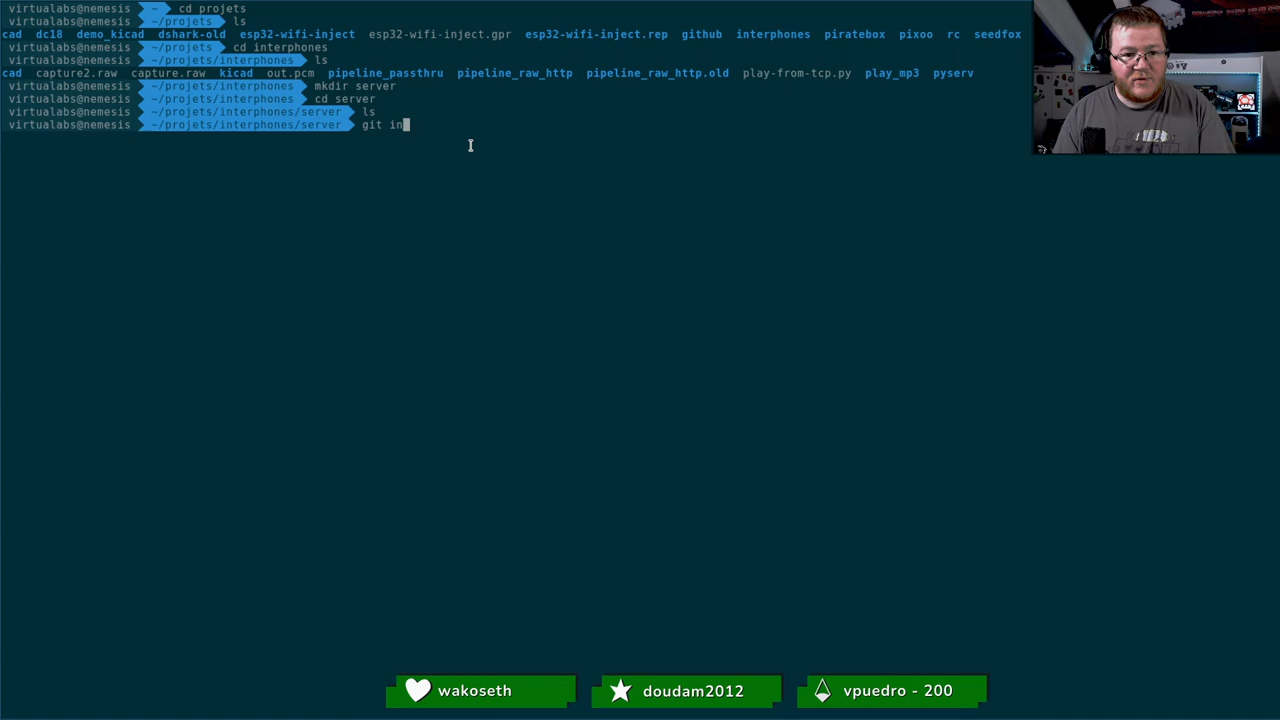 virtualabs@nemesis ~ cd projets
virtualabs@nemesis ~/projets ls
cad dc18 demo_kicad dshark-old esp32-wifi-inject esp32-wifi-inject.gpr esp32-wifi-inject.rep github interphones piratebox pixoo rc seedfox
virtualabs@nemesis ~/projets cd interphones
virtualabs@nemesis ~/projets/interphones ls
cad capture2.raw capture.raw kicad out.pcm pipeline_passthru pipeline_raw_http pipeline_raw_http.old play-from-tcp.py play_mp3 pyserv
virtualabs@nemesis ~/projets/interphones mkdir server
virtualabs@nemesis ~/projets/interphones cd server
virtualabs@nemesis ~/projets/interphones/server ls
virtualabs@nemesis ~/projets/interphones/server git in
wakoseth
doudam2012
vpuedro - 200